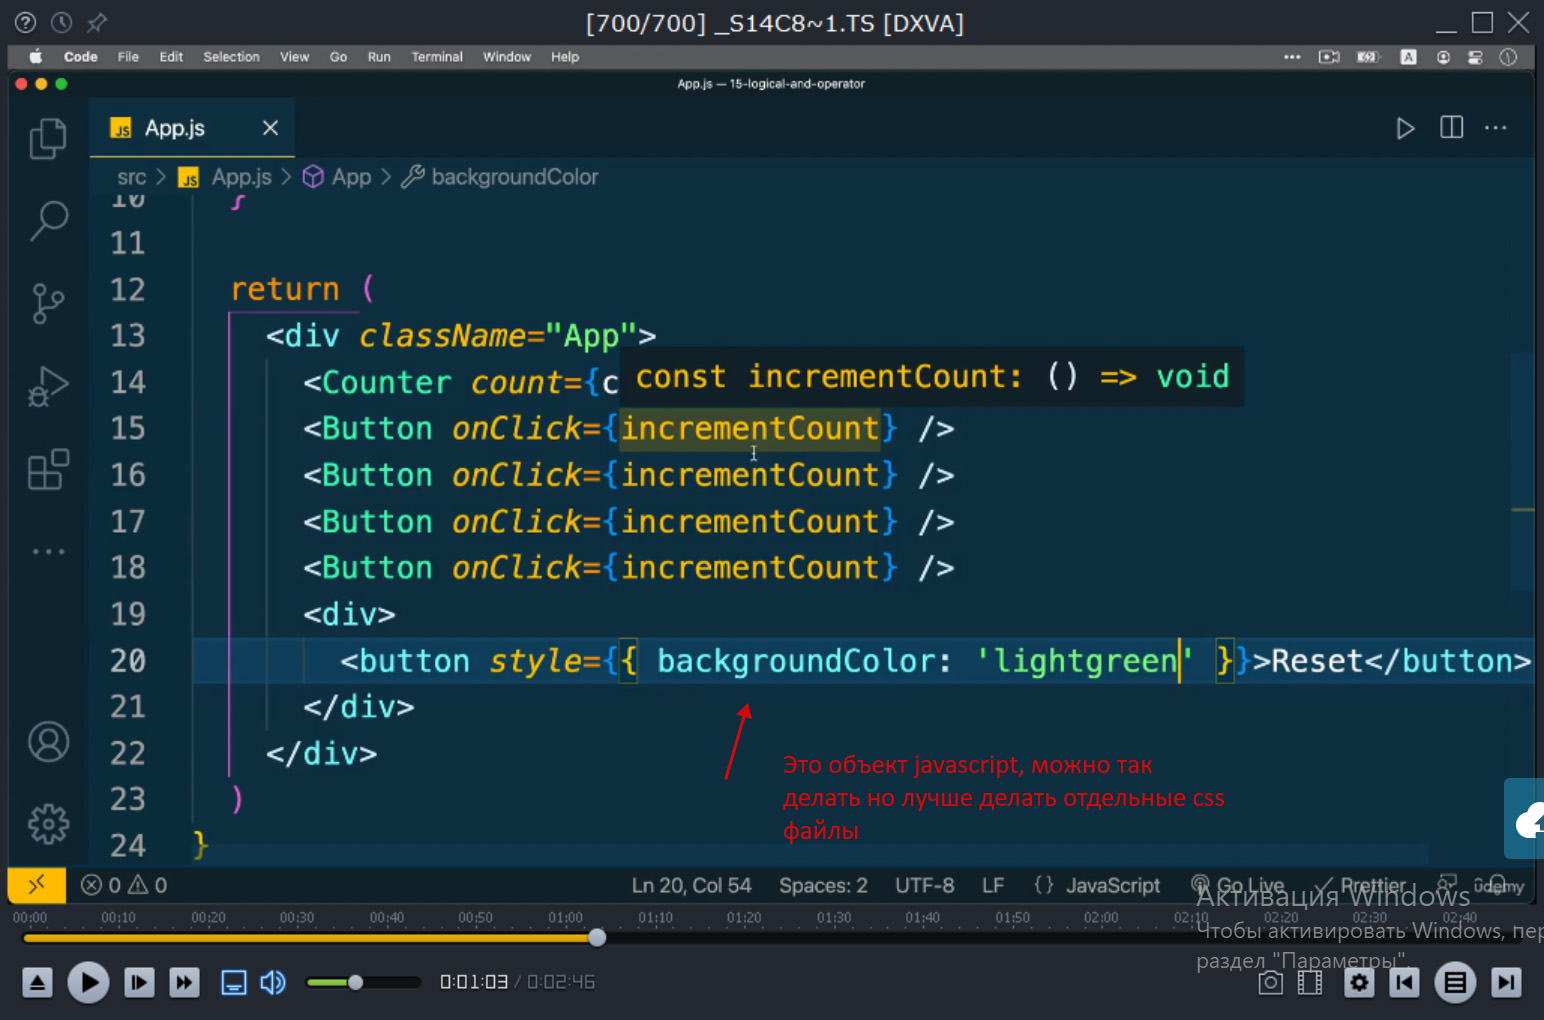 [700/700] _S14C8~1.TS [DXVA]
Code File Edit Selection View Go Run Terminal Window Help
App.js — 15-logical-and-operator
JS App.js
src > JS App.js > App > backgroundColor
10 }
11
12 return (
13 <div className="App">
14 <Counter count={c
const incrementCount: () => void
15 <Button onClick={incrementCount} />
16 <Button onClick={incrementCount} />
17 <Button onClick={incrementCount} />
18 <Button onClick={incrementCount} />
19 <div>
20 <button style={{ backgroundColor: 'lightgreen' }}>Reset</button>
21 </div>
22 </div>
23 )
24 }
Это объект javascript, можно так
делать но лучше делать отдельные css
файлы
0 0 Ln 20, Col 54 Spaces: 2 UTF-8 LF {} JavaScript Go Live Prettier ûdemy
Активация Windows
00:00 00:10 00:20 00:30 00:40 00:50 01:00 01:10 01:20 01:30 01:40 01:50 02:00 02:10 02:20 02:30 02:40
Чтобы активировать Windows, пер
раздел "Параметры".
0:01:03 / 0:02:46